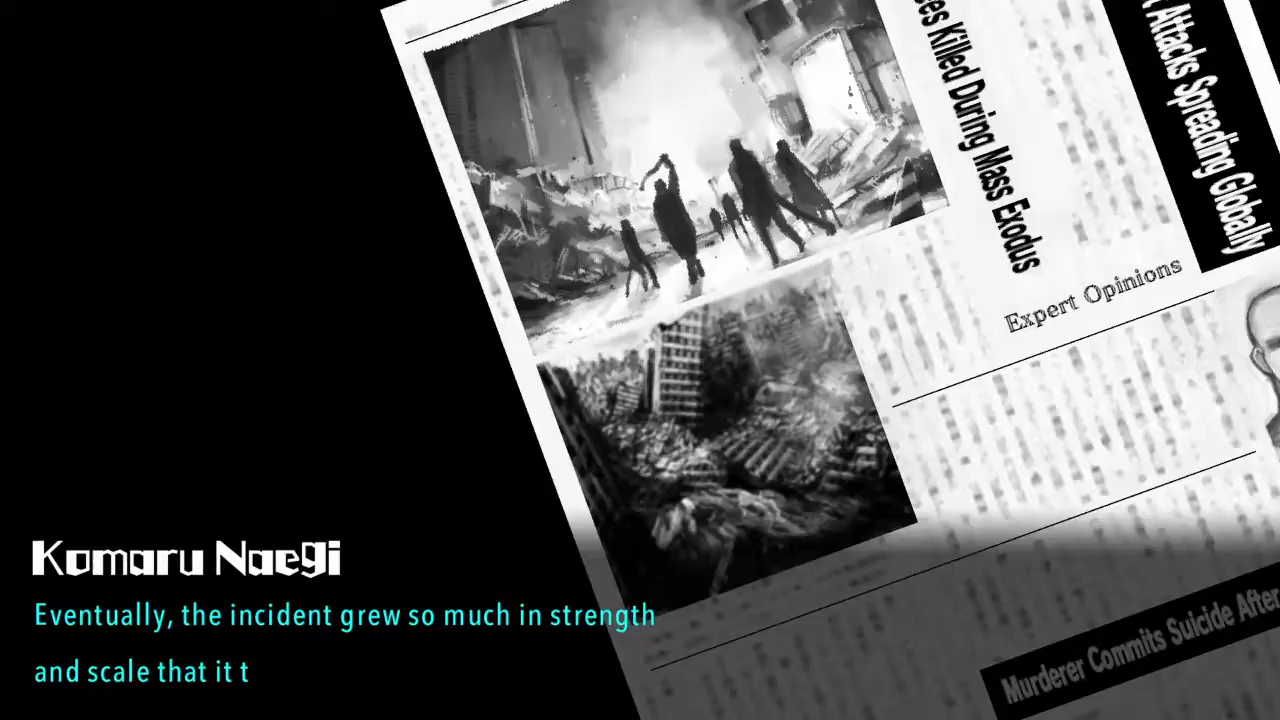 Killed During Mass Exodus
Attacks Spreading Globally
Expert Opinions
Murderer Commits Suicide After
Komaru Naegi
Eventually, the incident grew so much in strength
and scale that it t